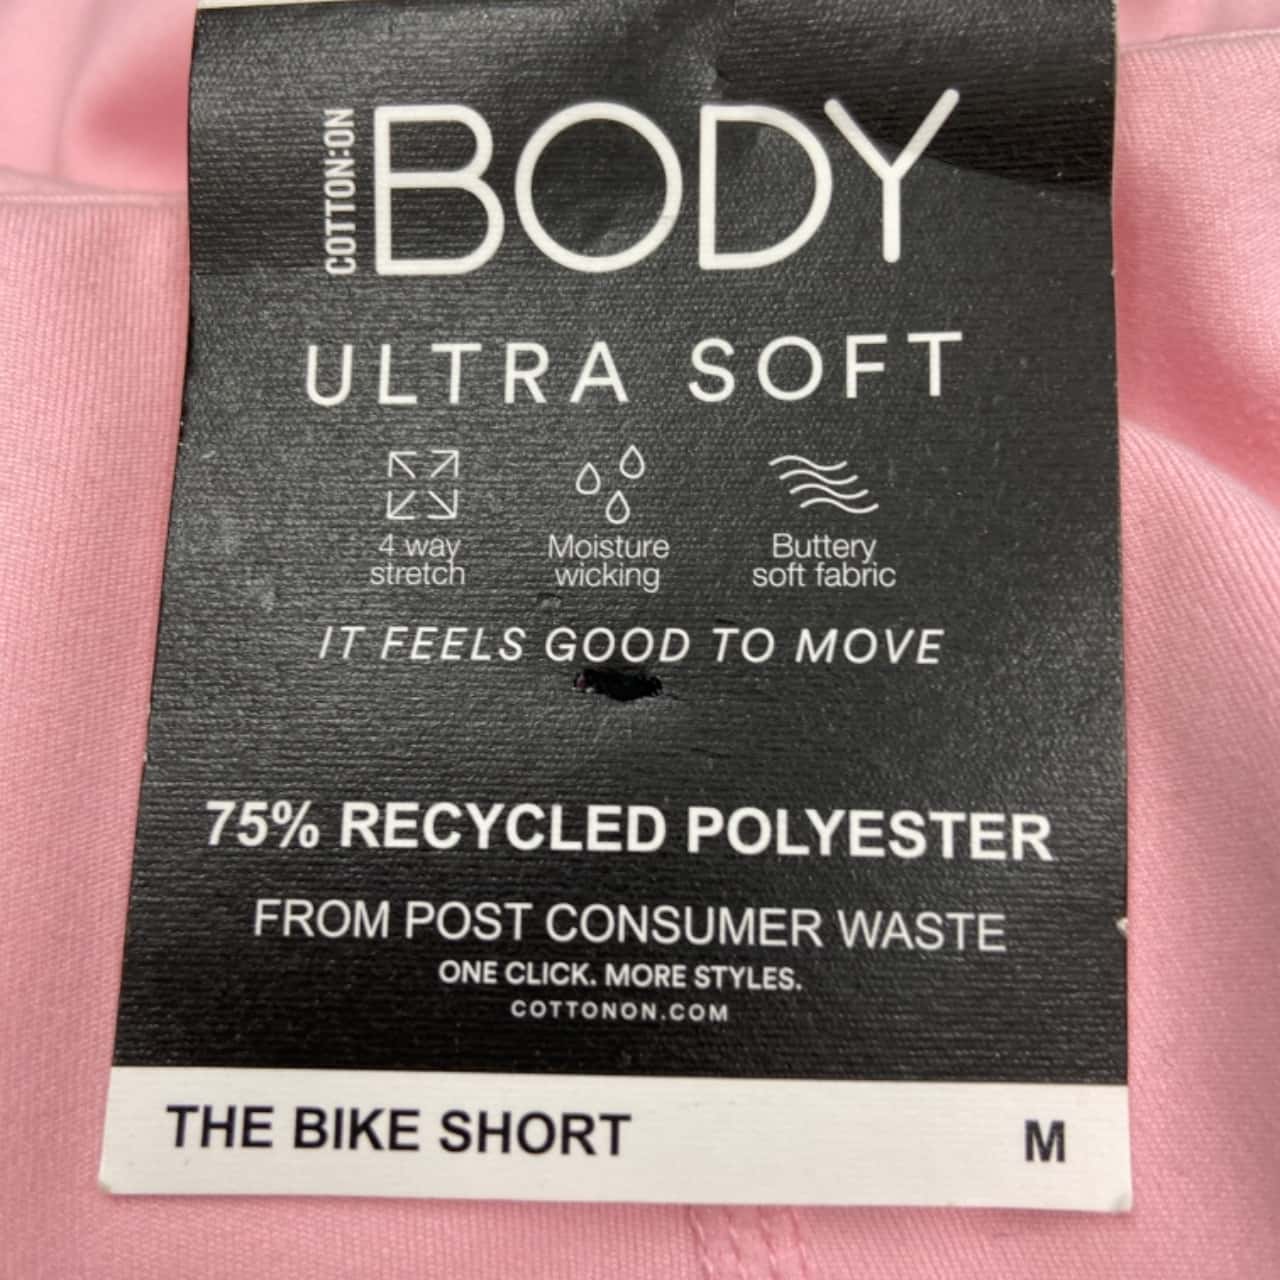 COTTON:ON
BODY
ULTRA SOFT
4 way
stretch
Moisture
wicking
Buttery
soft fabric
IT FEELS GOOD TO MOVE
75% RECYCLED POLYESTER
FROM POST CONSUMER WASTE
ONE CLICK. MORE STYLES.
COTTONON.COM
THE BIKE SHORT M